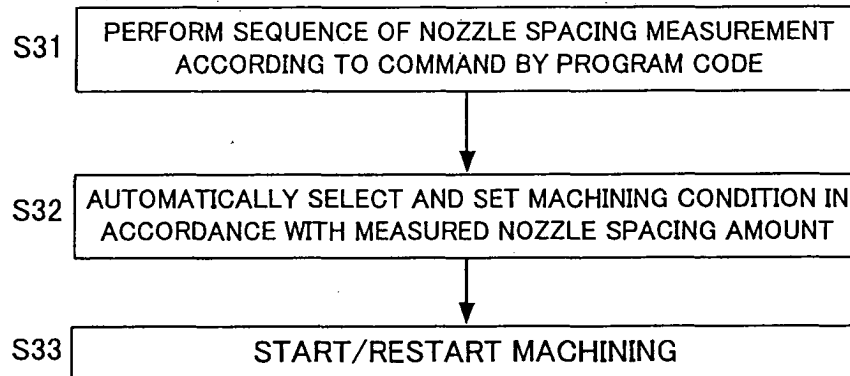 S31
PERFORM SEQUENCE OF NOZZLE SPACING MEASUREMENT
ACCORDING TO COMMAND BY PROGRAM CODE
S32
AUTOMATICALLY SELECT AND SET MACHINING CONDITION IN
ACCORDANCE WITH MEASURED NOZZLE SPACING AMOUNT
S33
START/RESTART MACHINING